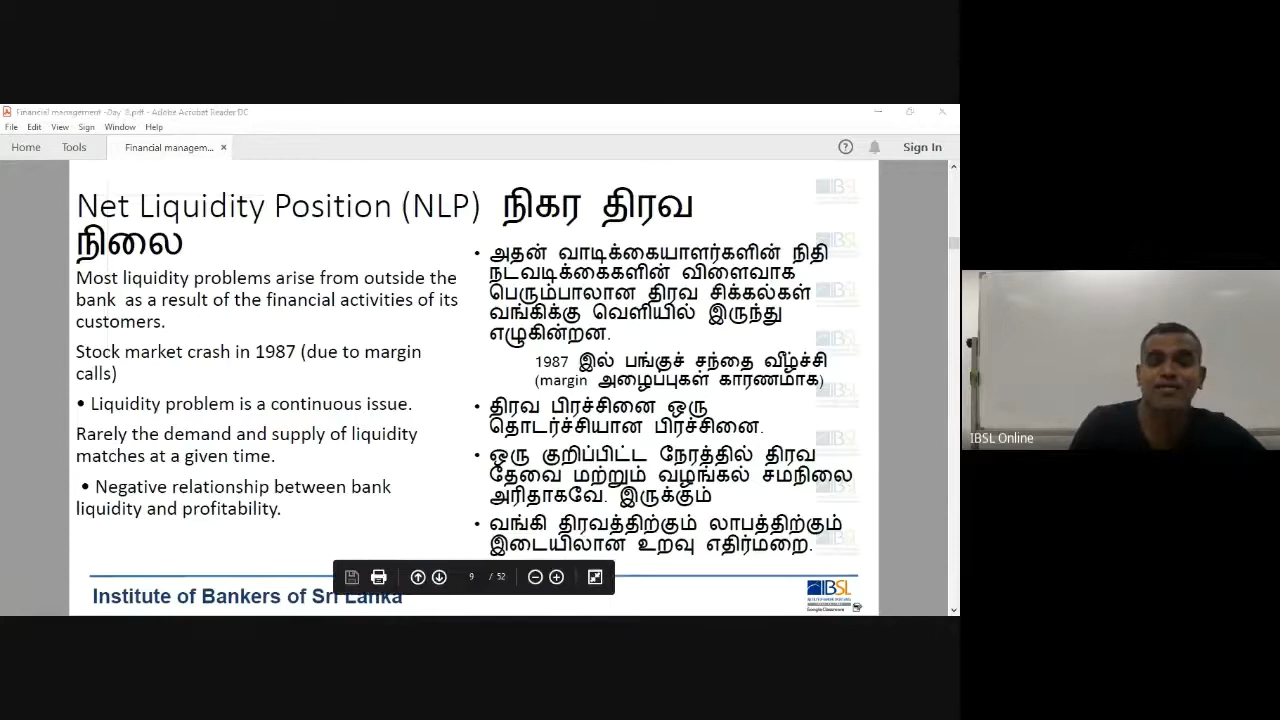 Financial management -Day 9.pdf - Adobe Acrobat Reader DC
File Edit View Sign Window Help
Home Tools Financial managem... × Sign In
Net Liquidity Position (NLP) நிகர திரவ
நிலை
Most liquidity problems arise from outside the
bank as a result of the financial activities of its
customers.
Stock market crash in 1987 (due to margin
calls)
• Liquidity problem is a continuous issue.
Rarely the demand and supply of liquidity
matches at a given time.
• Negative relationship between bank
liquidity and profitability.
• அதன் வாடிக்கையாளர்களின் நிதி
நடவடிக்கைகளின் விளைவாக
பெரும்பாலான திரவ சிக்கல்கள்
வங்கிக்கு வெளியில் இருந்து
எழுகின்றன.
1987 இல் பங்குச் சந்தை வீழ்ச்சி
(margin அழைப்புகள் காரணமாக)
• திரவ பிரச்சினை ஒரு
தொடர்ச்சியான பிரச்சினை.
• ஒரு குறிப்பிட்ட நேரத்தில் திரவ
தேவை மற்றும் வழங்கல் சமநிலை
அரிதாகவே. இருக்கும்
• வங்கி திரவத்திற்கும் லாபத்திற்கும்
இடையிலான உறவு எதிர்மறை.
9 / 52
Institute of Bankers of Sri Lanka
IBSL
IBSL Online